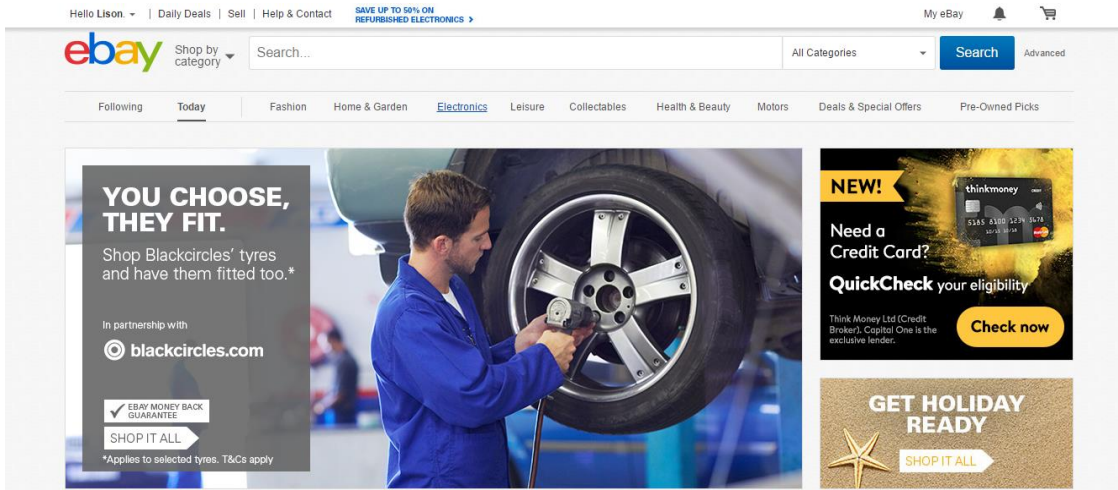 Hello Lison. | Daily Deals | Sell | Help & Contact
SAVE UP TO 50% ON
REFURBISHED ELECTRONICS >
My eBay
ebay
Shop by
category
Search...
All Categories
Search
Advanced
Following Today Fashion Home & Garden Electronics Leisure Collectables Health & Beauty Motors Deals & Special Offers Pre-Owned Picks
YOU CHOOSE,
THEY FIT.
Shop Blackcircles' tyres
and have them fitted too.*
In partnership with
blackcircles.com
EBAY MONEY BACK
GUARANTEE
SHOP IT ALL
*Applies to selected tyres. T&Cs apply
NEW!
Need a
Credit Card?
QuickCheck your eligibility
Think Money Ltd (Credit
Broker). Capital One is the
exclusive lender.
Check now
thinkmoney
5185 8100 1234 5678
GET HOLIDAY
READY
SHOP IT ALL